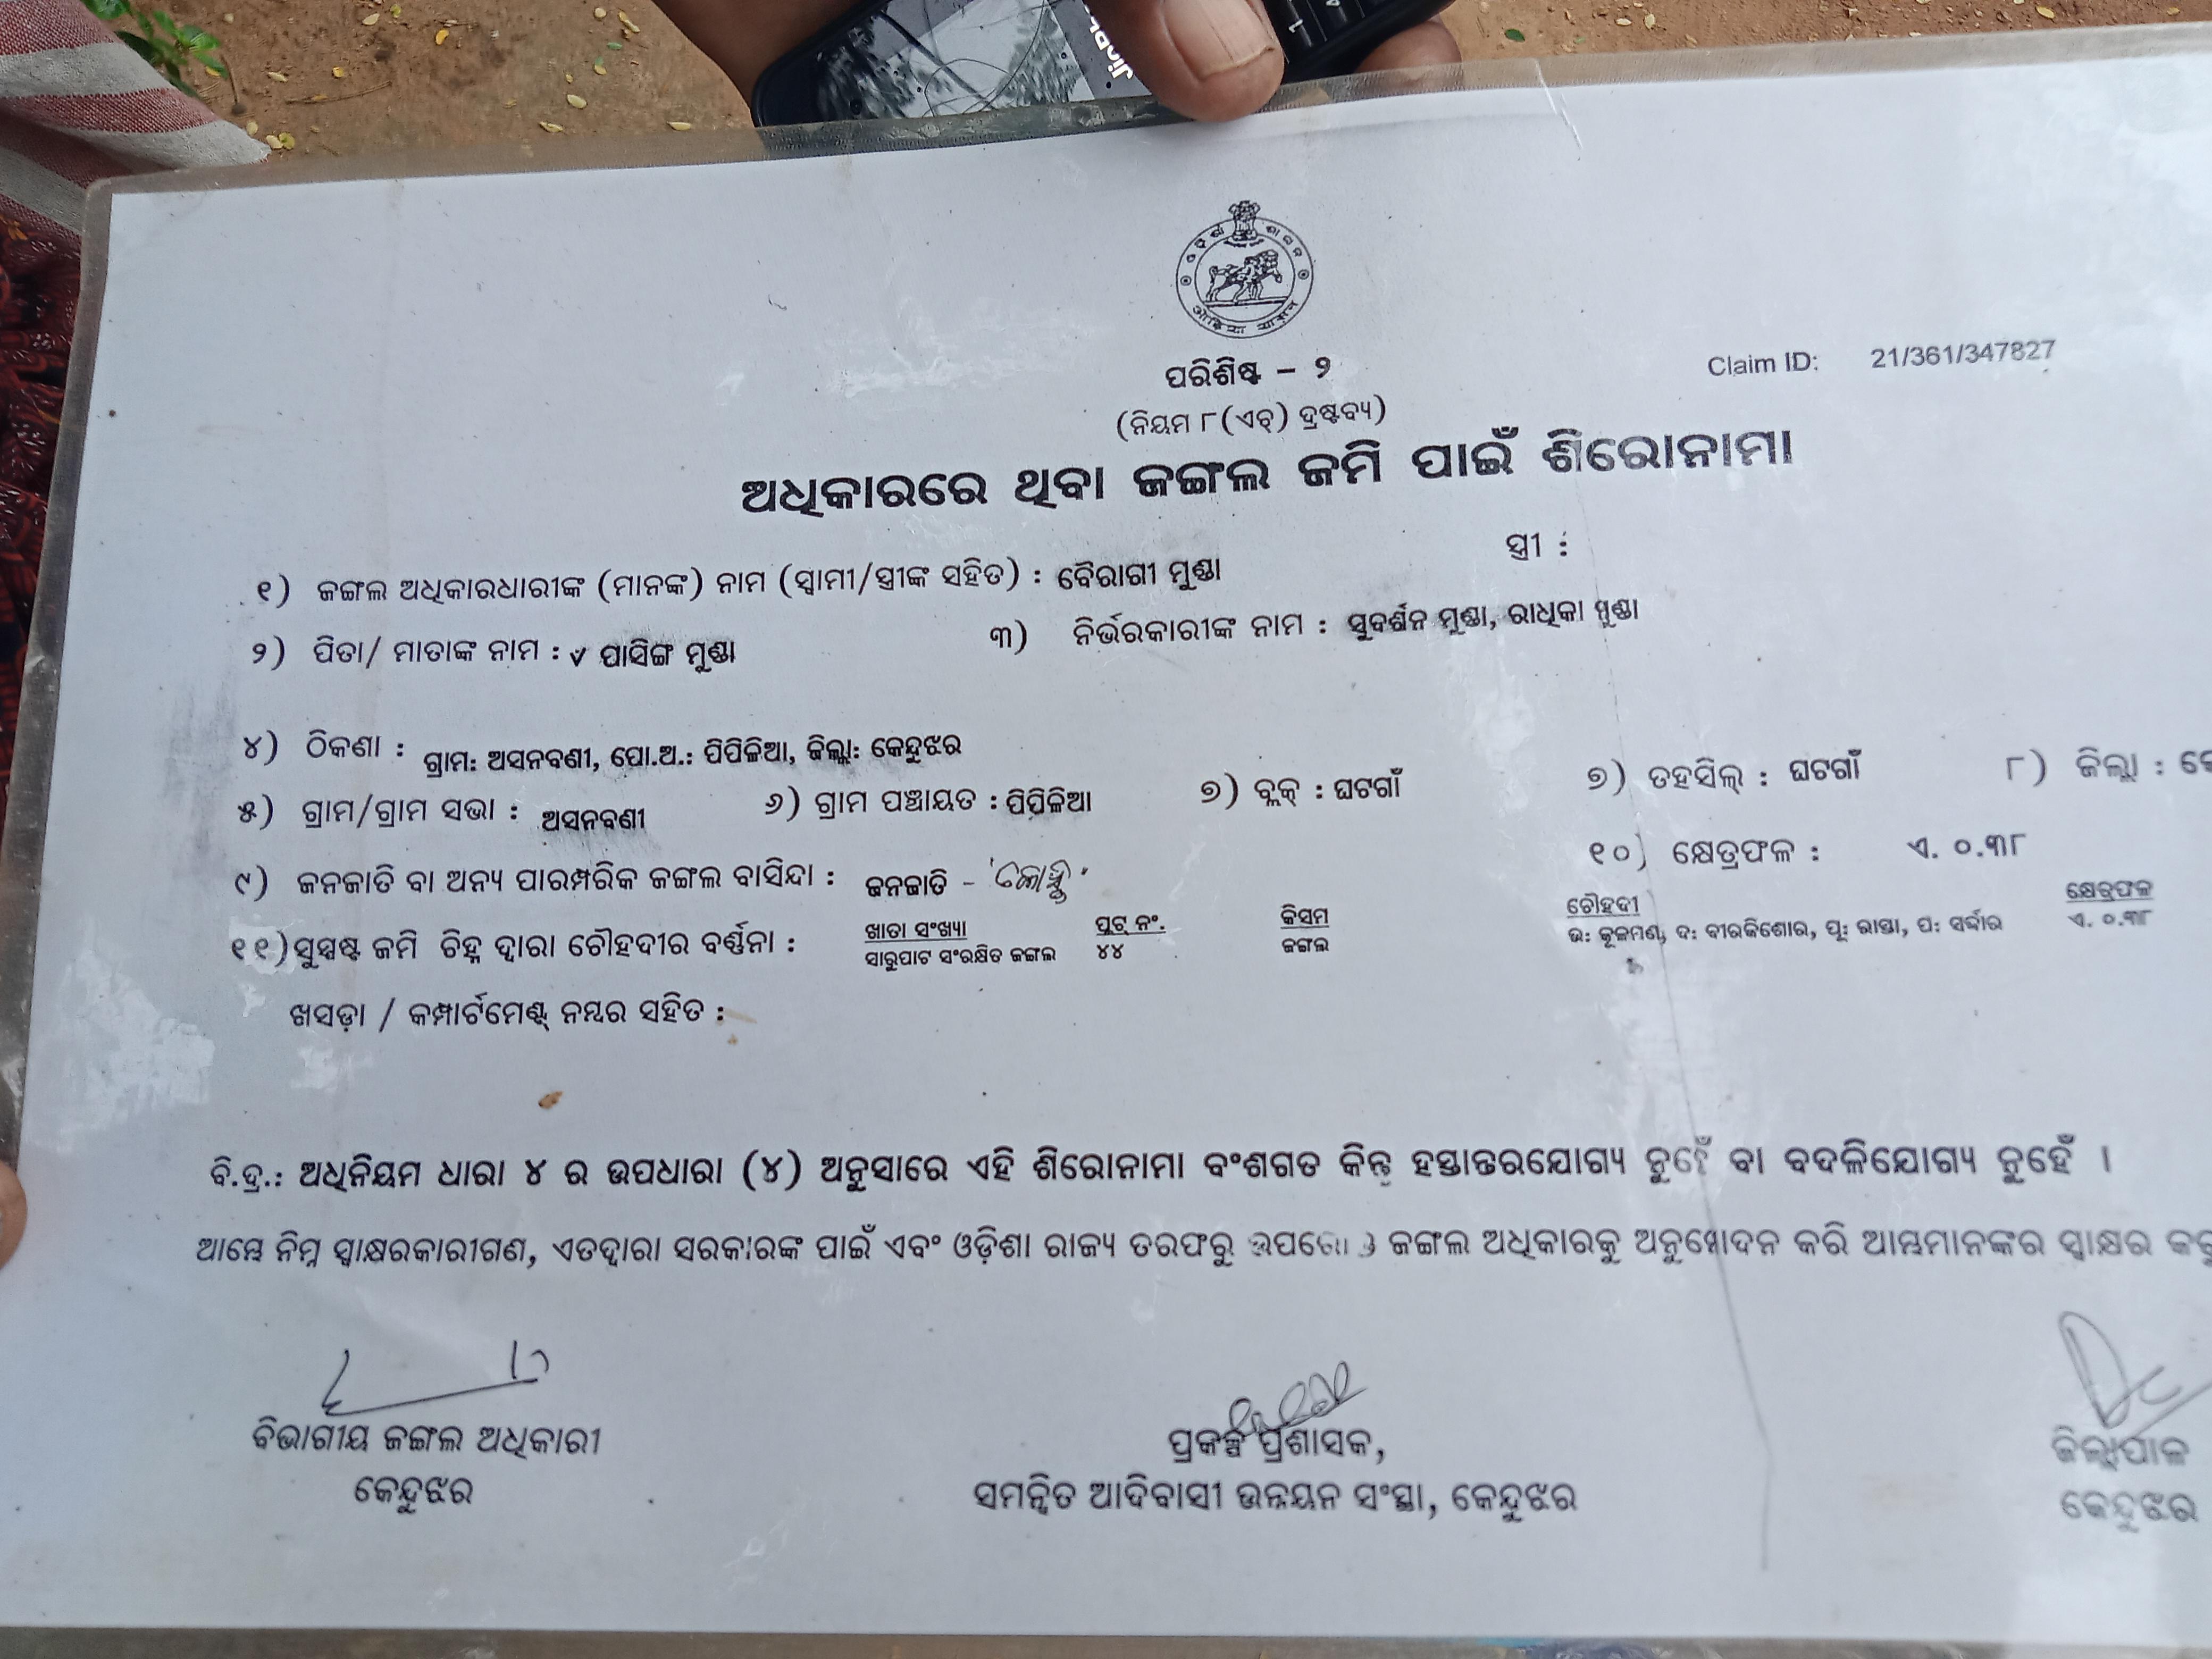 ପରିଶିଷ୍ଟ – ୨
Claim ID: 21/361/347827
(ନିୟମ ୮(ଏଚ୍) ଦ୍ରଷ୍ଟବ୍ୟ)
ଅଧିକାରରେ ଥିବା ଜଙ୍ଗଲ ଜମି ପାଇଁ ଶିରୋନାମା
୧) ଜଙ୍ଗଲ ଅଧିକାରଧାରୀଙ୍କ (ମାନଙ୍କ) ନାମ (ସ୍ୱାମୀ/ସ୍ତ୍ରୀଙ୍କ ସହିତ) : ବୈରାଗୀ ମୁଣ୍ଡା ସ୍ତ୍ରୀ :
୨) ପିତା/ ମାତାଙ୍କ ନାମ : ପାସିଙ୍ଗ ମୁଣ୍ଡା ୩) ନିର୍ଭରକାରୀଙ୍କ ନାମ : ସୁବର୍ଶନ ମୁଣ୍ଡା, ରାଧିକା ମୁଣ୍ଡା
୪) ଠିକଣା : ଗ୍ରାମ: ଅସନବଣୀ, ପୋ.ଅ.: ପିପିଳିଆ, ଜିଲ୍ଲା: କେନ୍ଦୁଝର
୫) ଗ୍ରାମ/ଗ୍ରାମ ସଭା : ଅସନବଣୀ ୬) ଗ୍ରାମ ପଞ୍ଚାୟତ : ପିପିଳିଆ ୭) ବ୍ଲକ୍ : ଘଟଗାଁ ୭) ତହସିଲ୍ : ଘଟଗାଁ ୮) ଜିଲ୍ଲା :
୯) ଜନଜାତି ବା ଅନ୍ୟ ପାରମ୍ପରିକ ଜଙ୍ଗଲ ବାସିନ୍ଦା : ଜନଜାତି – ୧୦) କ୍ଷେତ୍ରଫଳ : ଏ. ୦.୩୮
୧୧)ସୁସ୍ପଷ୍ଟ ଜମି ଚିହ୍ନ ଦ୍ୱାରା ଚୌହଦୀର ବର୍ଣ୍ଣନା : ଖାତା ସଂଖ୍ୟା ପ୍ଲଟ୍ ନଂ. କିସମ ଚୌହଦୀ କ୍ଷେତ୍ରଫଳ
ସାରୁପାଟ ସଂରକ୍ଷିତ ଜଙ୍ଗଲ ୪୪ ଜଙ୍ଗଲ ଉ: କୂଳମଣି, ଦ: ବୀରକିଶୋର, ପୂ: ରାସ୍ତା, ପ: ସର୍ଦ୍ଦାର ଏ. ୦.୩୮
ଖସଡ଼ା / କମ୍ପାର୍ଟମେଣ୍ଟ୍ ନମ୍ବର ସହିତ :
ବି.ଦ୍ର.: ଅଧିନିୟମ ଧାରା ୪ ର ଉପଧାରା (୪) ଅନୁସାରେ ଏହି ଶିରୋନାମା ବଂଶଗତ କିନ୍ତୁ ହସ୍ତାନ୍ତରଯୋଗ୍ୟ ନୁହେଁ ବା ବଦଳିଯୋଗ୍ୟ ନୁହେଁ ।
ଆମ୍ଭେ ନିମ୍ନ ସ୍ୱାକ୍ଷରକାରୀଗଣ, ଏତଦ୍ୱାରା ସରକାରଙ୍କ ପାଇଁ ଏବଂ ଓଡ଼ିଶା ରାଜ୍ୟ ତରଫରୁ ଜଙ୍ଗଲ ଅଧିକାରକୁ ଅନୁମୋଦନ କରି ଆମ୍ଭମାନଙ୍କର ସ୍ୱାକ୍ଷର
ବିଭାଗୀୟ ଜଙ୍ଗଲ ଅଧିକାରୀ
କେନ୍ଦୁଝର
ପ୍ରକଳ୍ପ ପ୍ରଶାସକ,
ସମନ୍ୱିତ ଆଦିବାସୀ ଉନ୍ନୟନ ସଂସ୍ଥା, କେନ୍ଦୁଝର
ଜିଲ୍ଲାପାଳ
କେନ୍ଦୁଝର